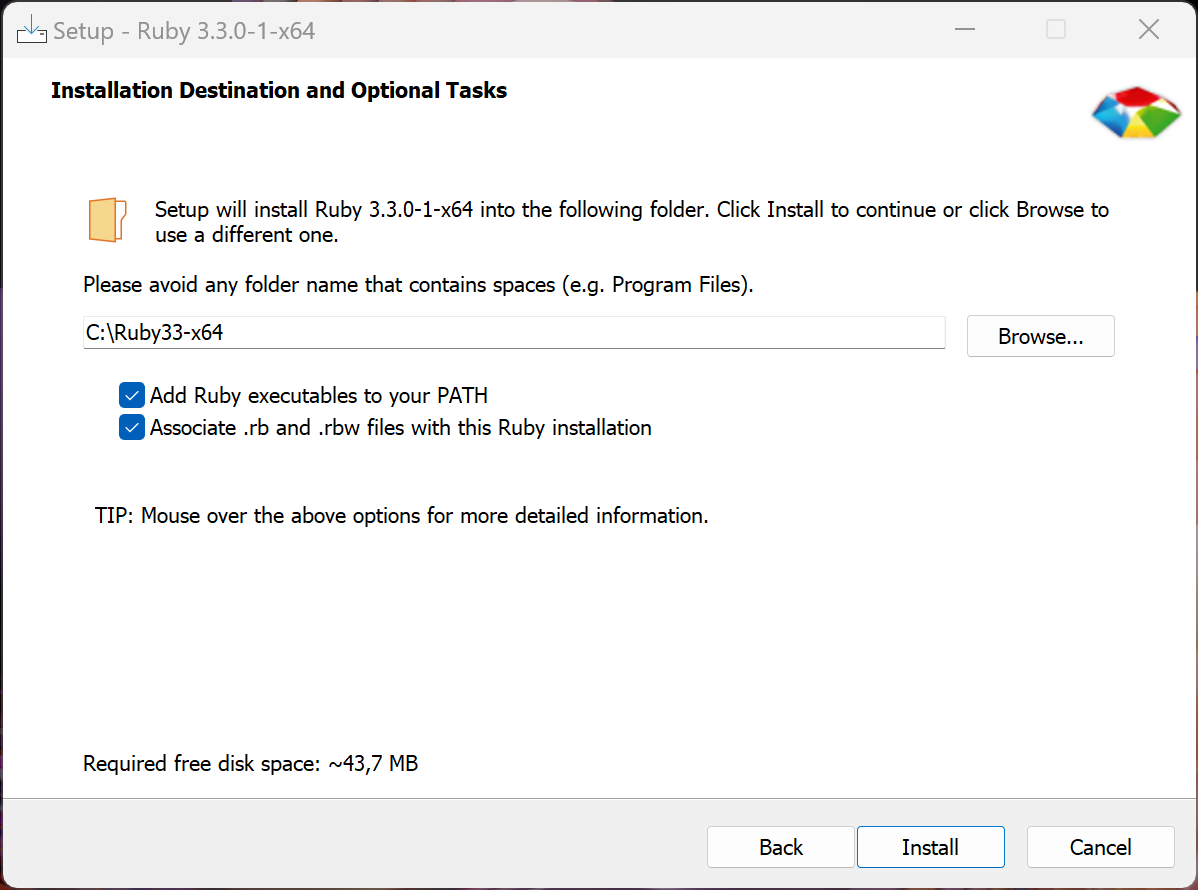 Setup - Ruby 3.3.0-1-x64
Installation Destination and Optional Tasks
Setup will install Ruby 3.3.0-1-x64 into the following folder. Click Install to continue or click Browse to
use a different one.
Please avoid any folder name that contains spaces (e.g. Program Files).
C:\Ruby33-x64
Browse...
Add Ruby executables to your PATH
Associate .rb and .rbw files with this Ruby installation
TIP: Mouse over the above options for more detailed information.
Required free disk space: ~43,7 MB
Back
Install
Cancel